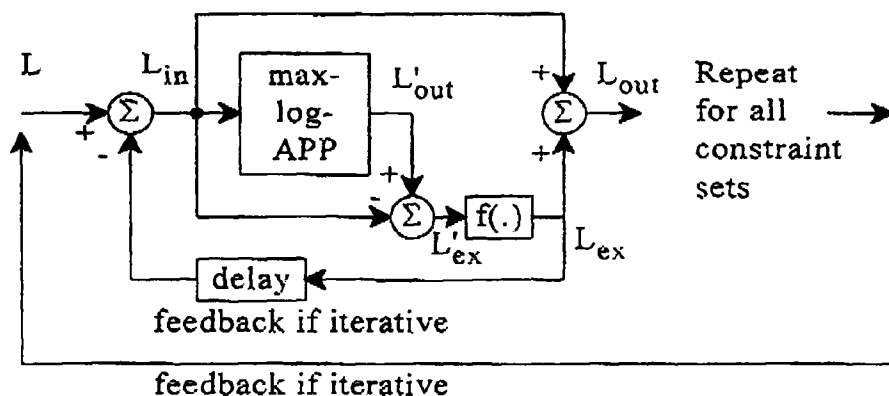 L
L_in
max-
log-
APP
L'_out
+
-
Σ
+
-
Σ
L'_ex
f(.)
L_ex
+
+
Σ
L_out
Repeat
for all
constraint
sets
delay
feedback if iterative
feedback if iterative